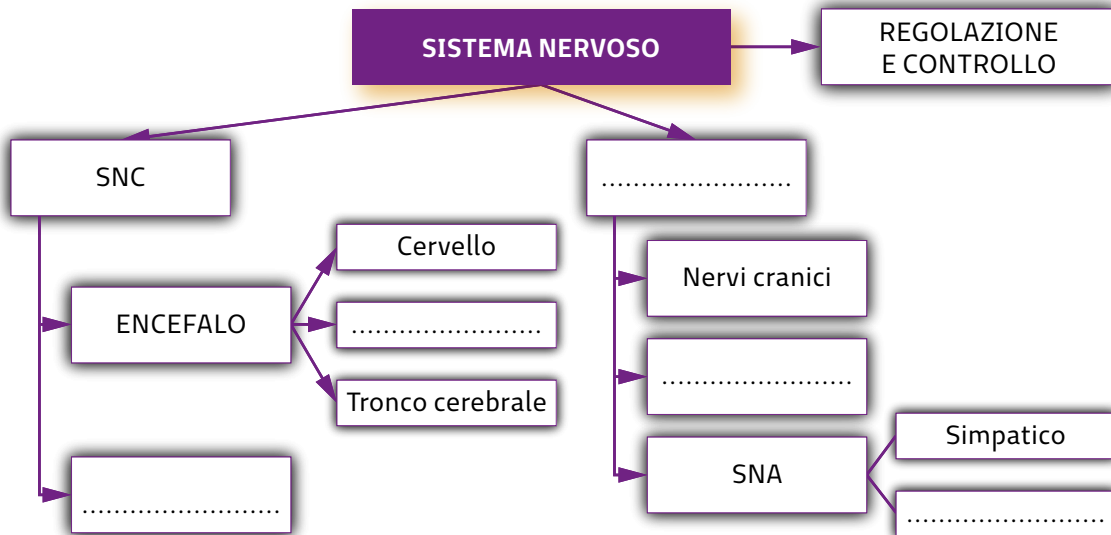 SISTEMA NERVOSO
REGOLAZIONE
E CONTROLLO
SNC
........................
Cervello
Nervi cranici
ENCEFALO
........................
........................
Tronco cerebrale
Simpatico
SNA
.........................
.........................